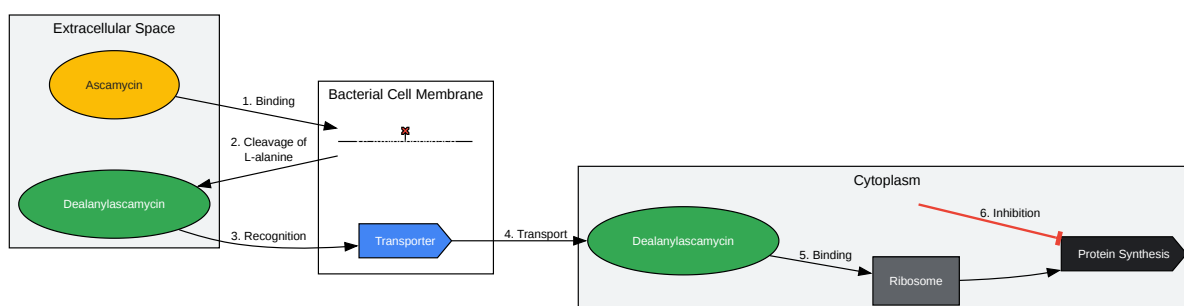 Extracellular Space
Ascamycin
1. Binding
Bacterial Cell Membrane
2. Cleavage of
L-alanine
Dealanylascamycin
3. Recognition
Transporter
4. Transport
Cytoplasm
Dealanylascamycin
5. Binding
Ribosome
6. Inhibition
Protein Synthesis